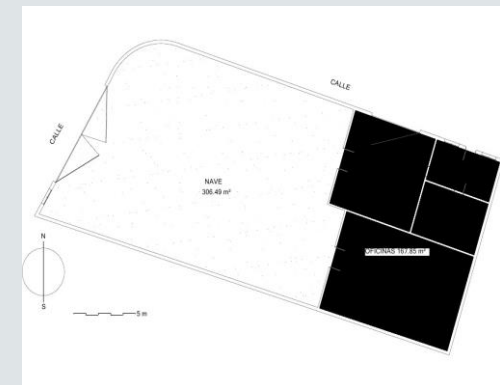 CALLE
CALLE
NAVE
306.49 m²
OFICINAS 167.85 m²
N
S
5 m